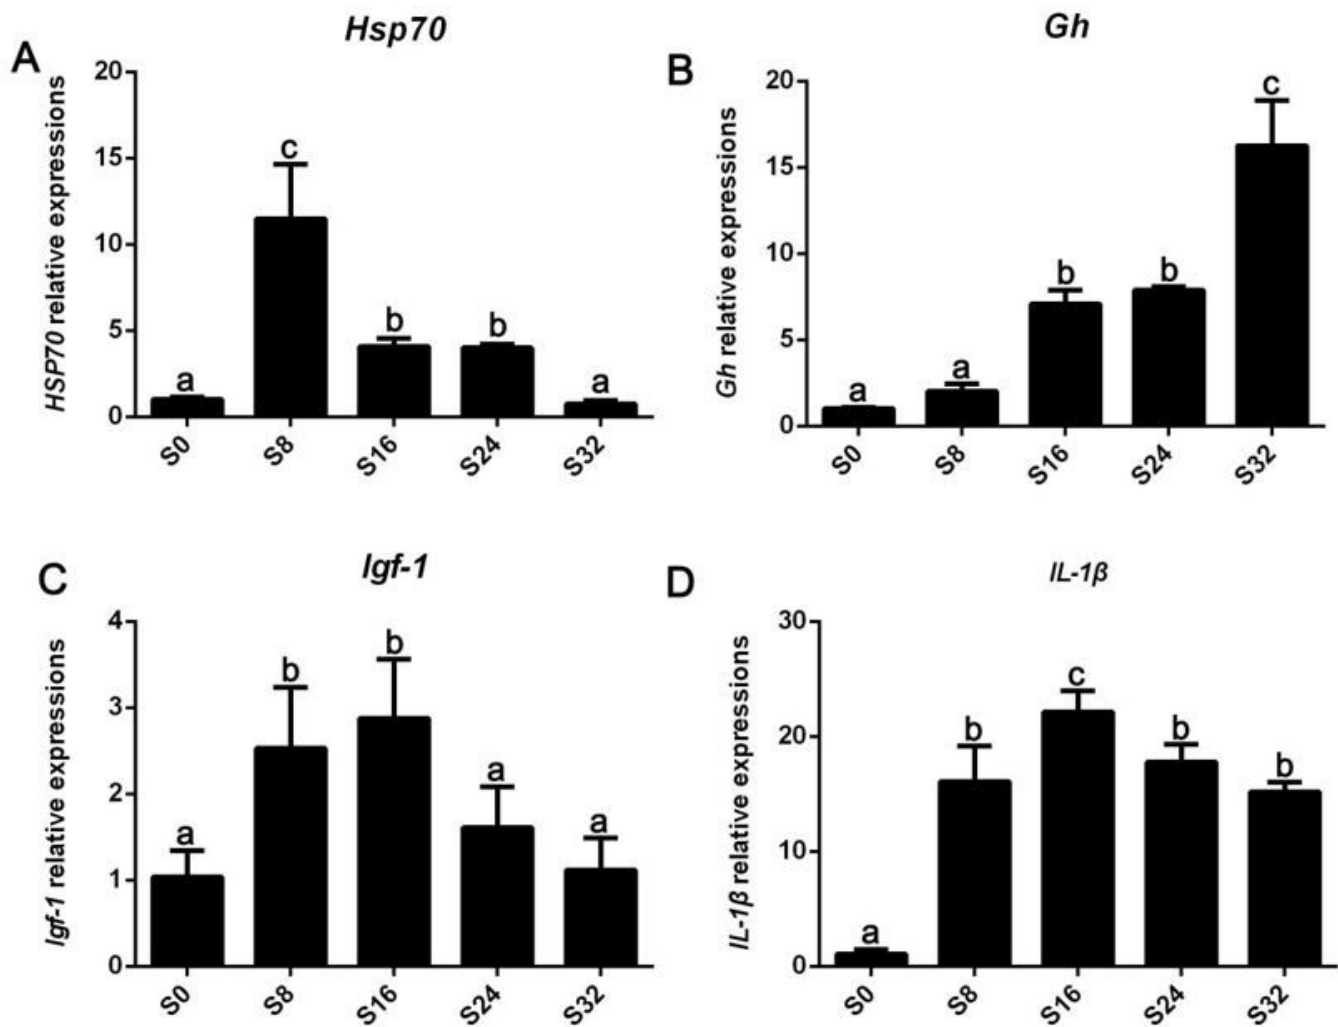 A
Hsp70
HSP70 relative expressions
20
15
10
5
0
a
c
b
b
a
S0
S8
S16
S24
S32
B
Gh
Gh relative expressions
20
15
10
5
0
a
a
b
b
c
S0
S8
S16
S24
S32
C
Igf-1
Igf-1 relative expressions
4
3
2
1
0
a
b
b
a
a
S0
S8
S16
S24
S32
D
IL-1β
IL-1β relative expressions
30
20
10
0
a
b
c
b
b
S0
S8
S16
S24
S32